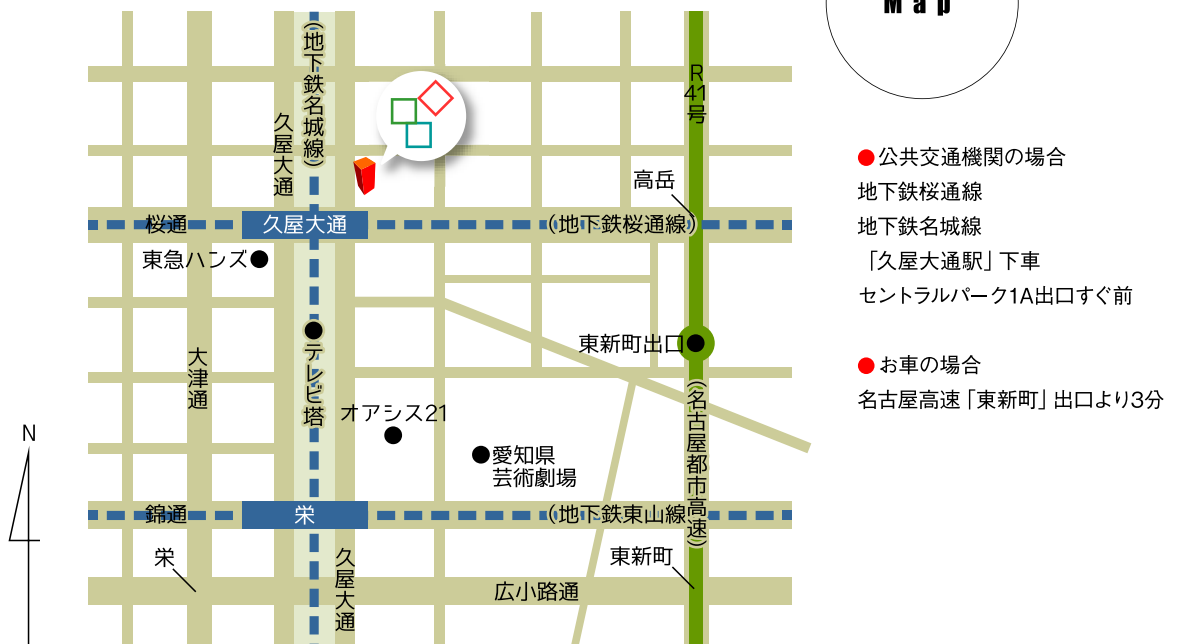 Map
(地下鉄名城線)
R41号
久屋大通
高岳
桜通
久屋大通
(地下鉄桜通線)
東急ハンズ
東新町出口
テレビ塔
大津通
オアシス21
(名古屋都市高速)
N
愛知県
芸術劇場
錦通
栄
(地下鉄東山線)
栄
久屋大通
東新町
広小路通
●公共交通機関の場合
地下鉄桜通線
地下鉄名城線
「久屋大通駅」下車
セントラルパーク1A出口すぐ前
●お車の場合
名古屋高速「東新町」出口より3分